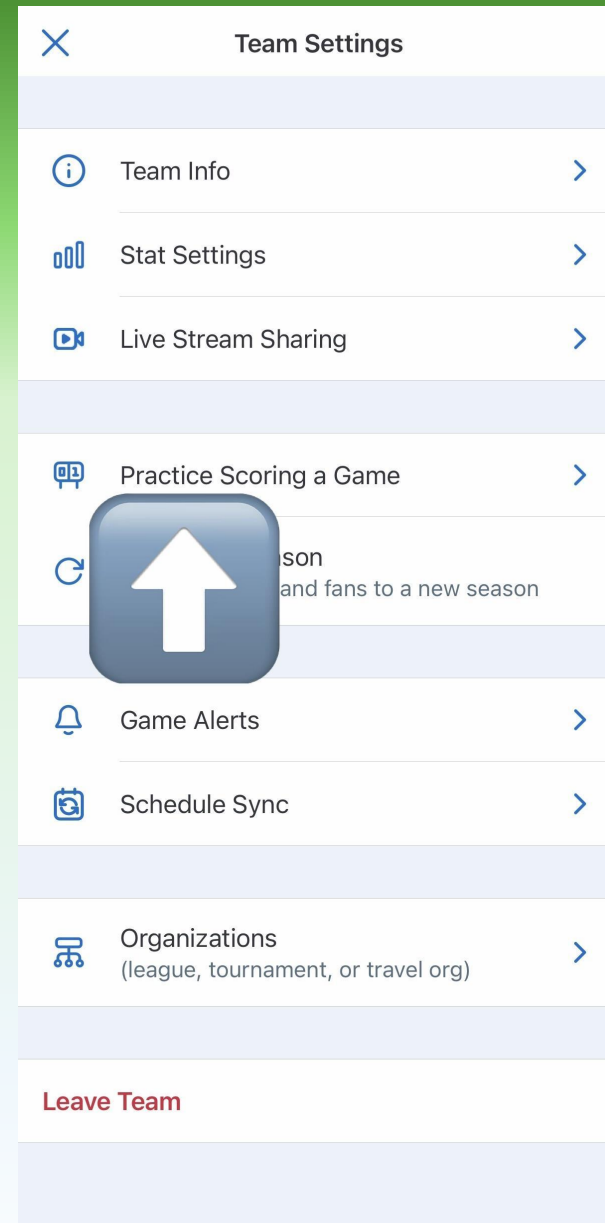 Team Settings
Team Info
Stat Settings
Live Stream Sharing
Practice Scoring a Game
and fans to a new season
Game Alerts
Schedule Sync
Organizations
(league, tournament, or travel org)
Leave Team